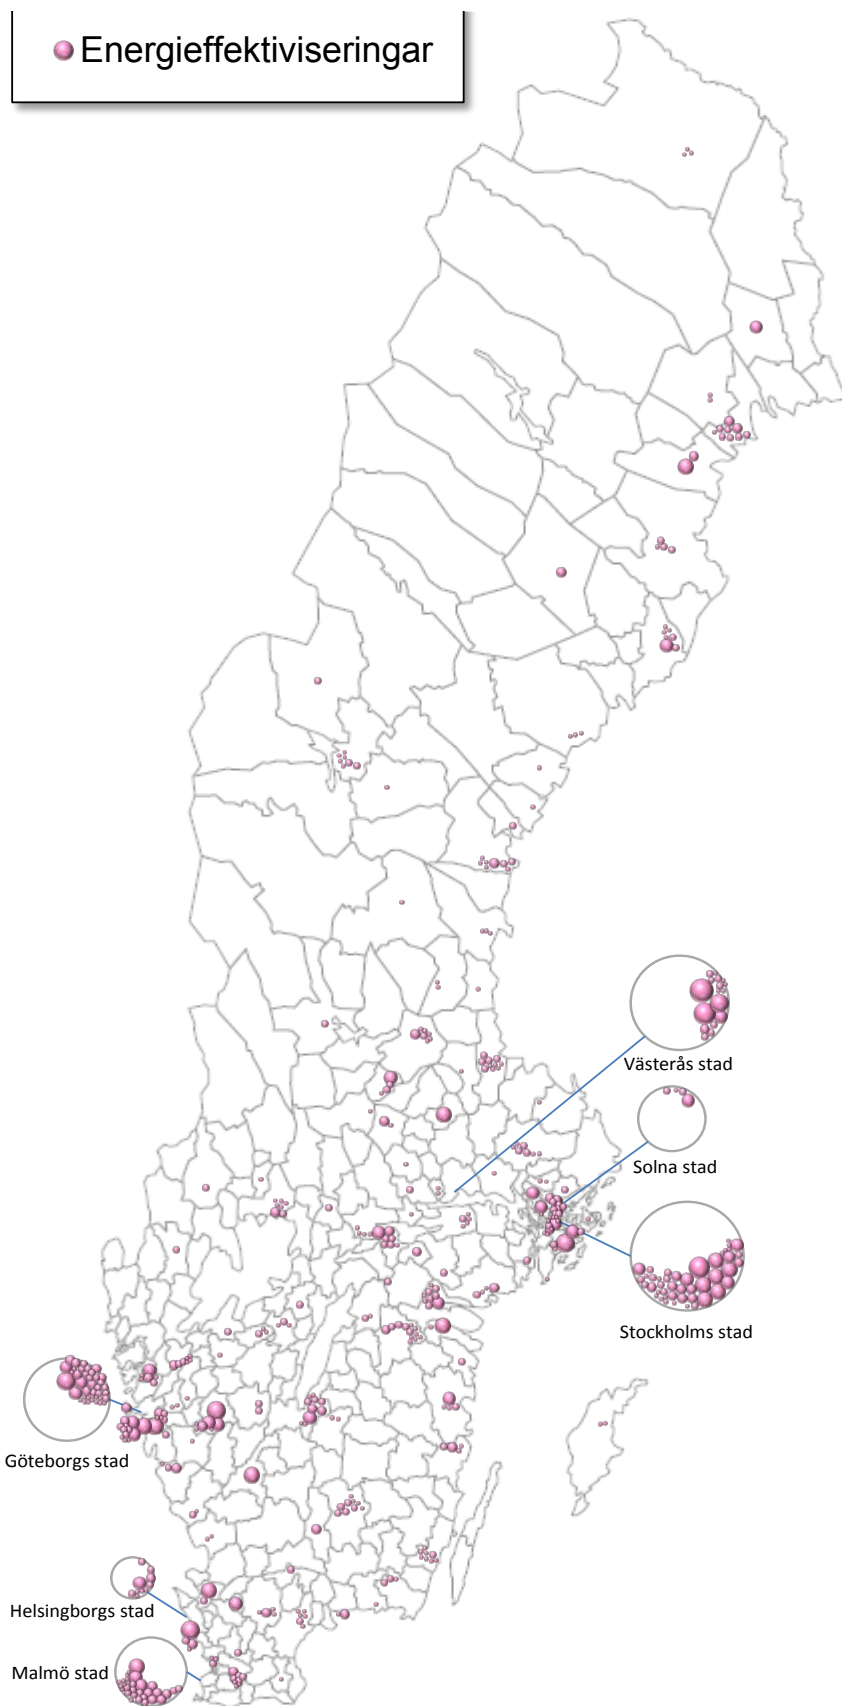 Energieffektiviseringar
Västerås stad
Solna stad
Stockholms stad
Göteborgs stad
Helsingborgs stad
Malmö stad